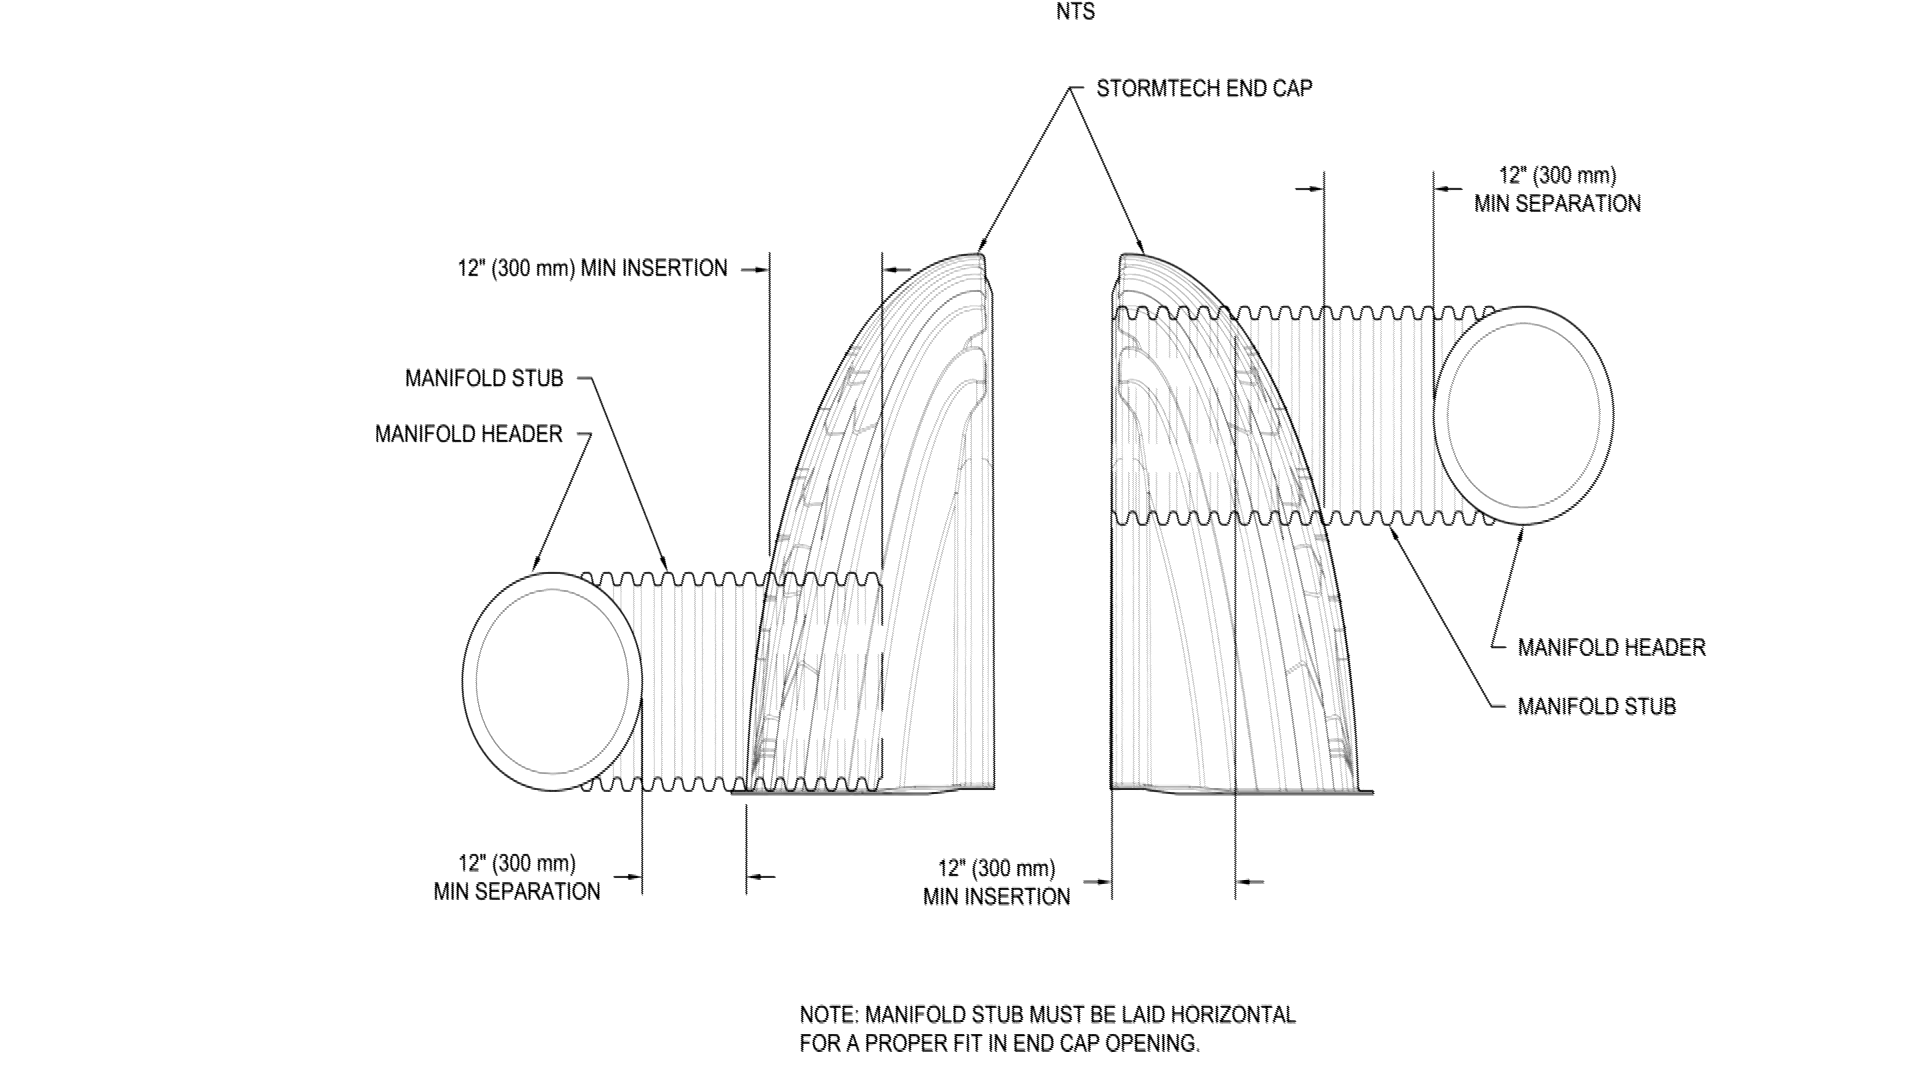 NTS
STORMTECH END CAP
12" (300 mm)
MIN SEPARATION
12" (300 mm) MIN INSERTION
MANIFOLD STUB
MANIFOLD HEADER
MANIFOLD HEADER
MANIFOLD STUB
12" (300 mm)
MIN SEPARATION
12" (300 mm)
MIN INSERTION
NOTE: MANIFOLD STUB MUST BE LAID HORIZONTAL
FOR A PROPER FIT IN END CAP OPENING.